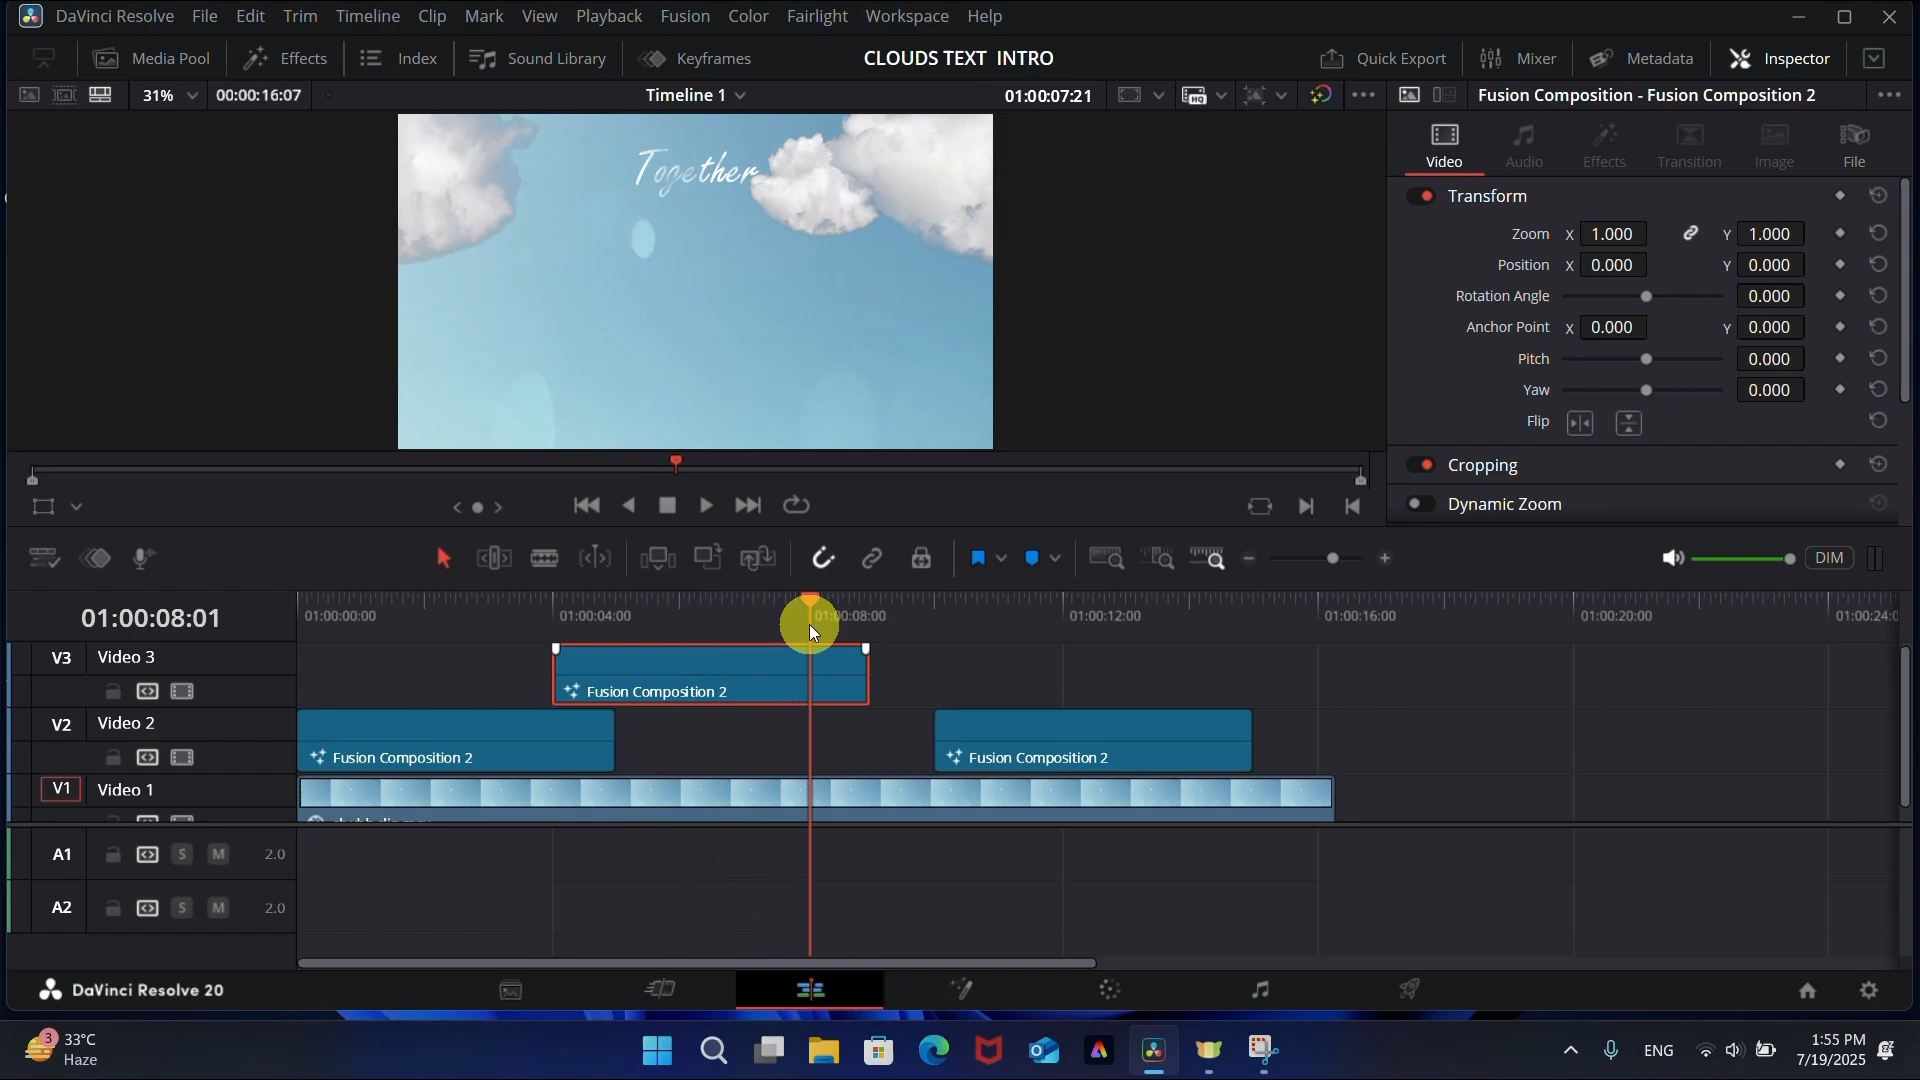 DaVinci Resolve File Edit Trim Timeline Clip Mark View Playback Fusion Color Fairlight Workspace Help
Media Pool Effects Index Sound Library Keyframes CLOUDS TEXT INTRO Quick Export Mixer Metadata Inspector
31% 00:00:16:07 Timeline 1 01:00:07:21 HQ Fusion Composition - Fusion Composition 2
Video Audio Effects Transition Image File
Together
Transform
Zoom X 1.000 Y 1.000
Position X 0.000 Y 0.000
Rotation Angle 0.000
Anchor Point X 0.000 Y 0.000
Pitch 0.000
Yaw 0.000
Flip
Cropping
Dynamic Zoom
DIM
01:00:08:01 01:00:00:00 01:00:04:00 01:00:08:00 01:00:12:00 01:00:16:00 01:00:20:00 01:00:24:0
V3 Video 3
Fusion Composition 2
V2 Video 2
Fusion Composition 2 Fusion Composition 2
V1 Video 1
A1 S M 2.0
A2 S M 2.0
DaVinci Resolve 20
3 33°C
Haze
ENG
1:55 PM
7/19/2025